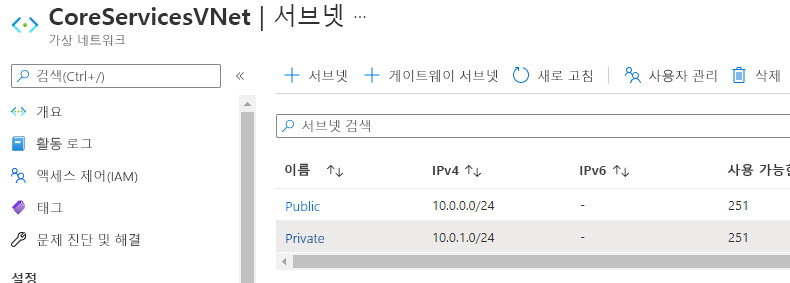 CoreServicesVNet | 서브넷 ...
가상 네트워크
검색(Ctrl+/)
«
개요
활동 로그
액세스 제어(IAM)
태그
문제 진단 및 해결
설정
+ 서브넷 + 게이트웨이 서브넷 새로 고침 사용자 관리 삭제
서브넷 검색
이름 ↑↓ IPv4 ↑↓ IPv6 ↑↓ 사용 가능한
Public 10.0.0.0/24 - 251
Private 10.0.1.0/24 - 251